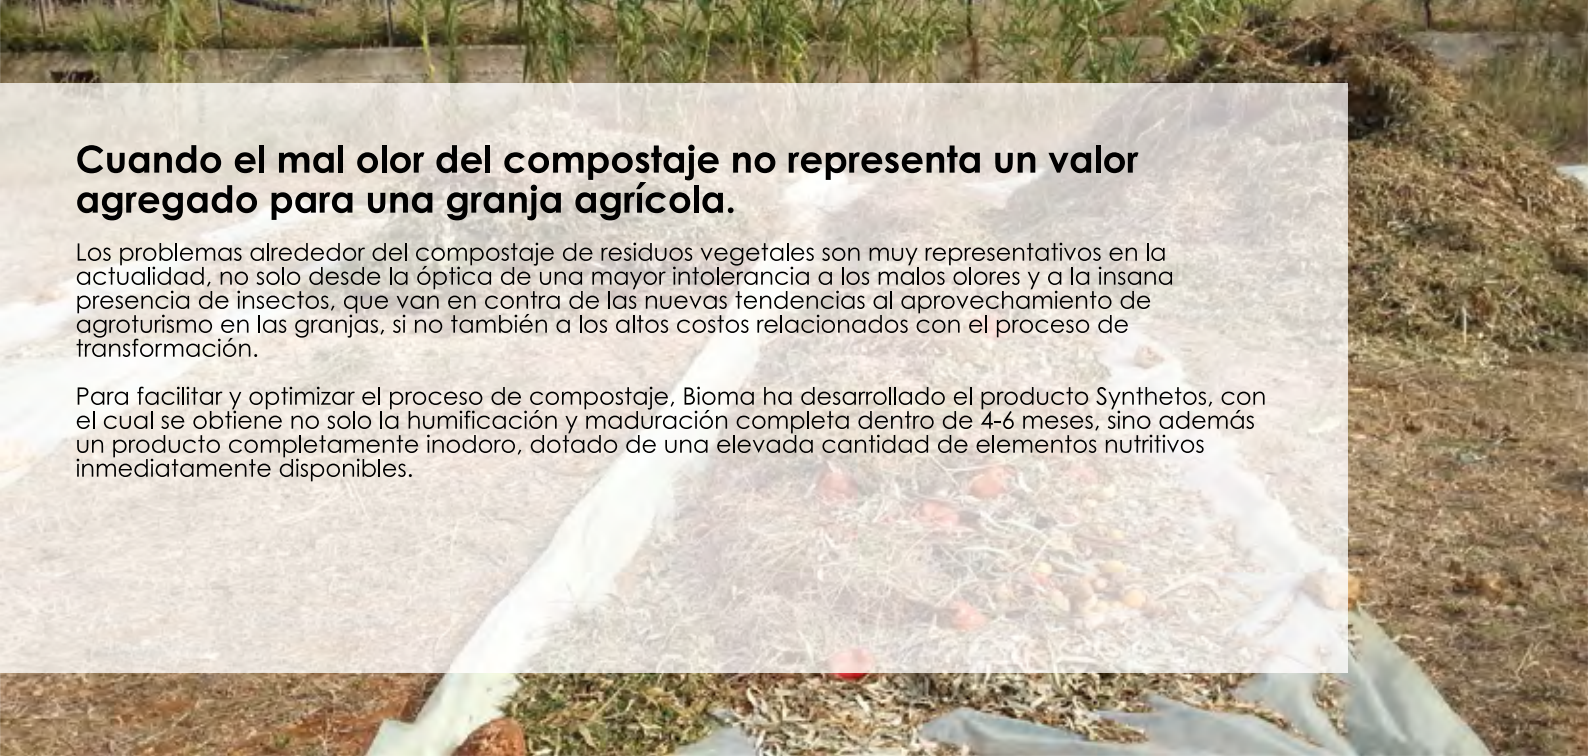 Cuando el mal olor del compostaje no representa un valor
agregado para una granja agrícola.
Los problemas alrededor del compostaje de residuos vegetales son muy representativos en la
actualidad, no solo desde la óptica de una mayor intolerancia a los malos olores y a la insana
presencia de insectos, que van en contra de las nuevas tendencias al aprovechamiento de
agroturismo en las granjas, si no también a los altos costos relacionados con el proceso de
transformación.
Para facilitar y optimizar el proceso de compostaje, Bioma ha desarrollado el producto Synthetos, con
el cual se obtiene no solo la humificación y maduración completa dentro de 4-6 meses, sino además
un producto completamente inodoro, dotado de una elevada cantidad de elementos nutritivos
inmediatamente disponibles.